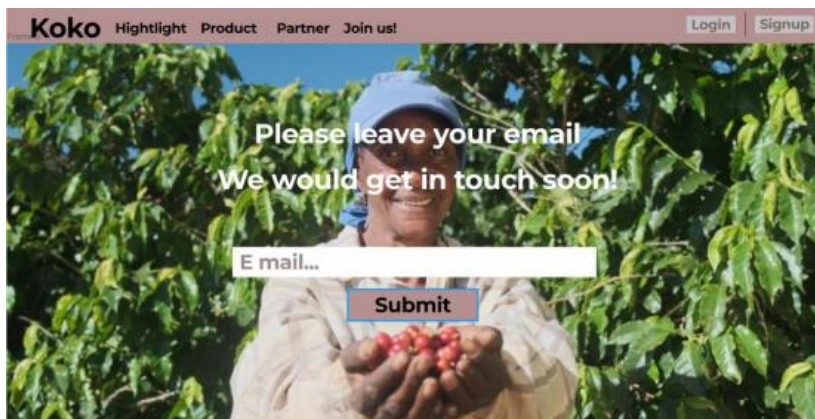 Koko Hightlight Product Partner Join us! Login Signup
Please leave your email
We would get in touch soon!
E mail...
Submit